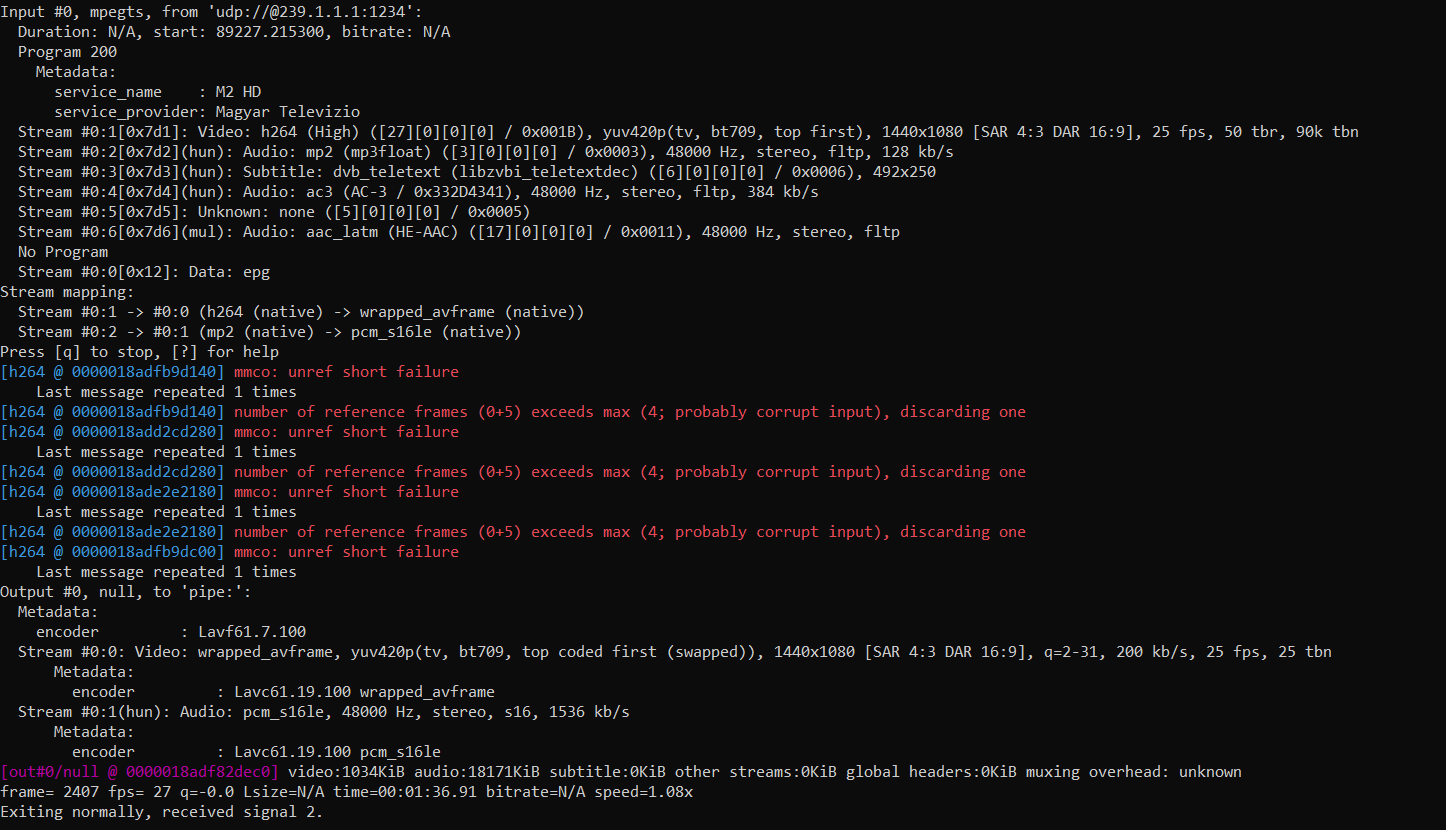 Input #0, mpegts, from 'udp://@239.1.1.1:1234':
Duration: N/A, start: 89227.215300, bitrate: N/A
Program 200
Metadata:
service_name    : M2 HD
service_provider: Magyar Televizio
Stream #0:1[0x7d1]: Video: h264 (High) ([27][0][0][0] / 0x001B), yuv420p(tv, bt709, top first), 1440x1080 [SAR 4:3 DAR 16:9], 25 fps, 50 tbr, 90k tbn
Stream #0:2[0x7d2](hun): Audio: mp2 (mp3float) ([3][0][0][0] / 0x0003), 48000 Hz, stereo, fltp, 128 kb/s
Stream #0:3[0x7d3](hun): Subtitle: dvb_teletext (libzvbi_teletextdec) ([6][0][0][0] / 0x0006), 492x250
Stream #0:4[0x7d4](hun): Audio: ac3 (AC-3 / 0x332D4341), 48000 Hz, stereo, fltp, 384 kb/s
Stream #0:5[0x7d5]: Unknown: none ([5][0][0][0] / 0x0005)
Stream #0:6[0x7d6](mul): Audio: aac_latm (HE-AAC) ([17][0][0][0] / 0x0011), 48000 Hz, stereo, fltp
No Program
Stream #0:0[0x12]: Data: epg
Stream mapping:
Stream #0:1 -> #0:0 (h264 (native) -> wrapped_avframe (native))
Stream #0:2 -> #0:1 (mp2 (native) -> pcm_s16le (native))
Press [q] to stop, [?] for help
[h264 @ 0000018adfb9d140] mmco: unref short failure
Last message repeated 1 times
[h264 @ 0000018adfb9d140] number of reference frames (0+5) exceeds max (4; probably corrupt input), discarding one
[h264 @ 0000018add2cd280] mmco: unref short failure
Last message repeated 1 times
[h264 @ 0000018add2cd280] number of reference frames (0+5) exceeds max (4; probably corrupt input), discarding one
[h264 @ 0000018ade2e2180] mmco: unref short failure
Last message repeated 1 times
[h264 @ 0000018ade2e2180] number of reference frames (0+5) exceeds max (4; probably corrupt input), discarding one
[h264 @ 0000018adfb9dc00] mmco: unref short failure
Last message repeated 1 times
Output #0, null, to 'pipe:':
Metadata:
encoder         : Lavf61.7.100
Stream #0:0: Video: wrapped_avframe, yuv420p(tv, bt709, top coded first (swapped)), 1440x1080 [SAR 4:3 DAR 16:9], q=2-31, 200 kb/s, 25 fps, 25 tbn
Metadata:
encoder         : Lavc61.19.100 wrapped_avframe
Stream #0:1(hun): Audio: pcm_s16le, 48000 Hz, stereo, s16, 1536 kb/s
Metadata:
encoder         : Lavc61.19.100 pcm_s16le
[out#0/null @ 0000018adf82dec0] video:1034KiB audio:18171KiB subtitle:0KiB other streams:0KiB global headers:0KiB muxing overhead: unknown
frame= 2407 fps= 27 q=-0.0 Lsize=N/A time=00:01:36.91 bitrate=N/A speed=1.08x
Exiting normally, received signal 2.